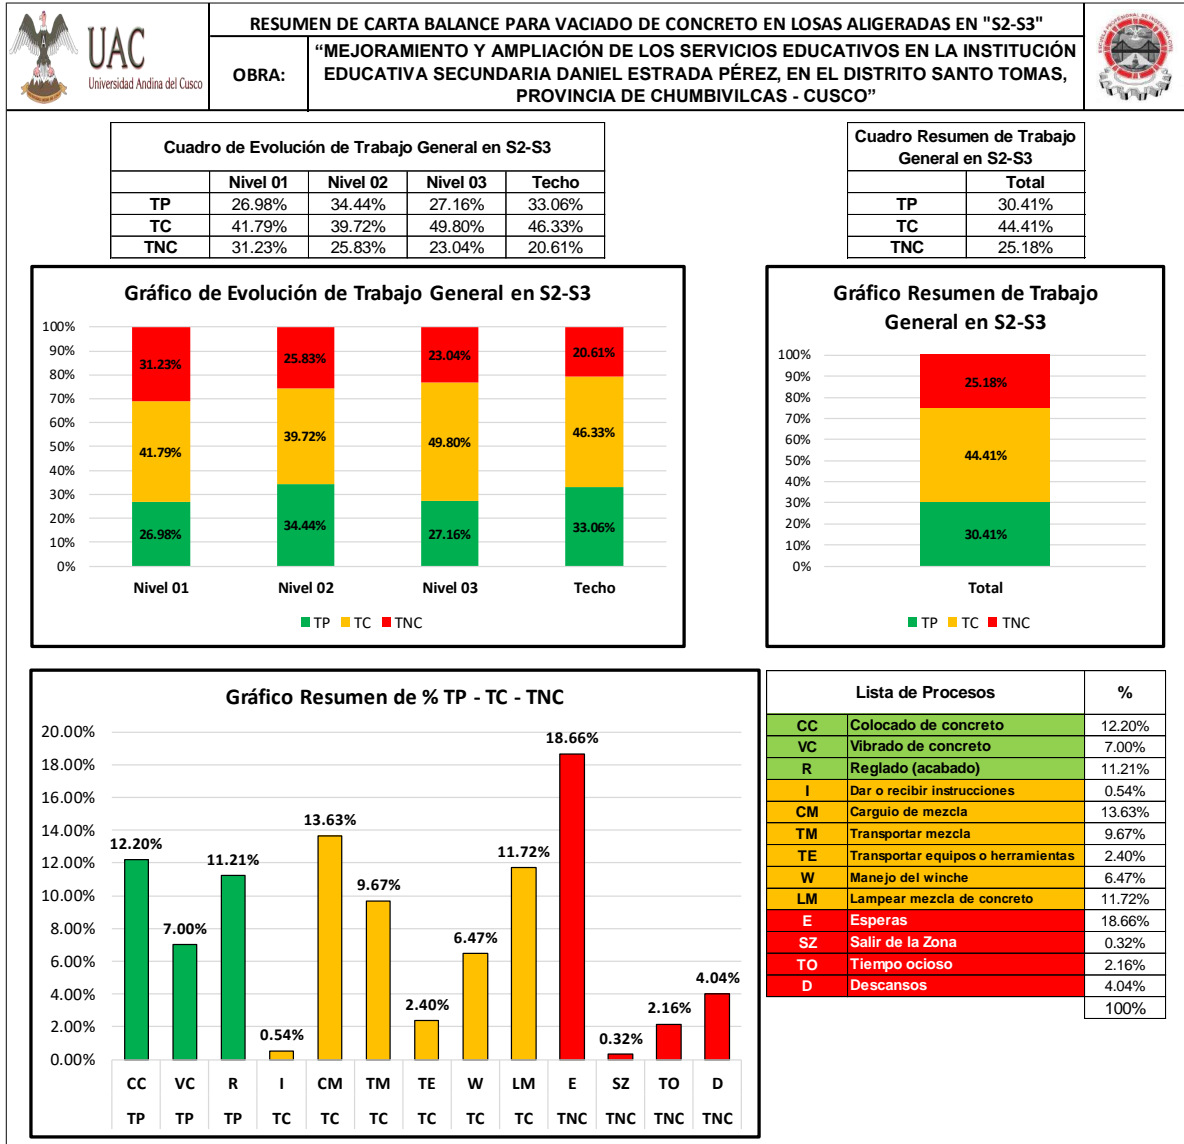 UAC
Universidad Andina del Cusco
RESUMEN DE CARTA BALANCE PARA VACIADO DE CONCRETO EN LOSAS ALIGERADAS EN "S2-S3"
OBRA:
“MEJORAMIENTO Y AMPLIACIÓN DE LOS SERVICIOS EDUCATIVOS EN LA INSTITUCIÓN
EDUCATIVA SECUNDARIA DANIEL ESTRADA PÉREZ, EN EL DISTRITO SANTO TOMAS,
PROVINCIA DE CHUMBIVILCAS - CUSCO”
Cuadro de Evolución de Trabajo General en S2-S3
Nivel 01 Nivel 02 Nivel 03 Techo
TP 26.98% 34.44% 27.16% 33.06%
TC 41.79% 39.72% 49.80% 46.33%
TNC 31.23% 25.83% 23.04% 20.61%
Cuadro Resumen de Trabajo
General en S2-S3
Total
TP 30.41%
TC 44.41%
TNC 25.18%
Gráfico de Evolución de Trabajo General en S2-S3
100%
90%
80%
70%
60%
50%
40%
30%
20%
10%
0%
31.23% 25.83% 23.04% 20.61%
41.79% 39.72% 49.80% 46.33%
26.98% 34.44% 27.16% 33.06%
Nivel 01 Nivel 02 Nivel 03 Techo
TP TC TNC
Gráfico Resumen de Trabajo
General en S2-S3
100%
90%
80%
70%
60%
50%
40%
30%
20%
10%
0%
25.18%
44.41%
30.41%
Total
TP TC TNC
Gráfico Resumen de % TP - TC - TNC
20.00%
18.00%
16.00%
14.00%
12.00%
10.00%
8.00%
6.00%
4.00%
2.00%
0.00%
12.20% 7.00% 11.21% 0.54% 13.63% 9.67% 2.40% 6.47% 11.72% 18.66% 0.32% 2.16% 4.04%
CC VC R I CM TM TE W LM E SZ TO D
TP TP TP TC TC TC TC TC TC TNC TNC TNC TNC
Lista de Procesos %
CC Colocado de concreto 12.20%
VC Vibrado de concreto 7.00%
R Reglado (acabado) 11.21%
I Dar o recibir instrucciones 0.54%
CM Carguio de mezcla 13.63%
TM Transportar mezcla 9.67%
TE Transportar equipos o herramientas 2.40%
W Manejo del winche 6.47%
LM Lampear mezcla de concreto 11.72%
E Esperas 18.66%
SZ Salir de la Zona 0.32%
TO Tiempo ocioso 2.16%
D Descansos 4.04%
100%